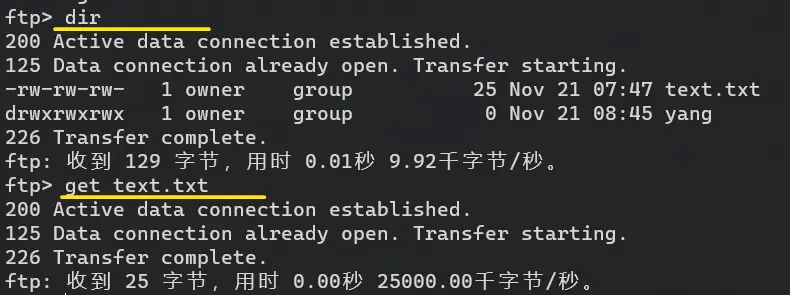 ftp> dir
200 Active data connection established.
125 Data connection already open. Transfer starting.
-rw-rw-rw-   1 owner    group              25 Nov 21 07:47 text.txt
drwxrwxrwx   1 owner    group               0 Nov 21 08:45 yang
226 Transfer complete.
ftp: 收到 129 字节，用时 0.01秒 9.92千字节/秒。
ftp> get text.txt
200 Active data connection established.
125 Data connection already open. Transfer starting.
226 Transfer complete.
ftp: 收到 25 字节，用时 0.00秒 25000.00千字节/秒。